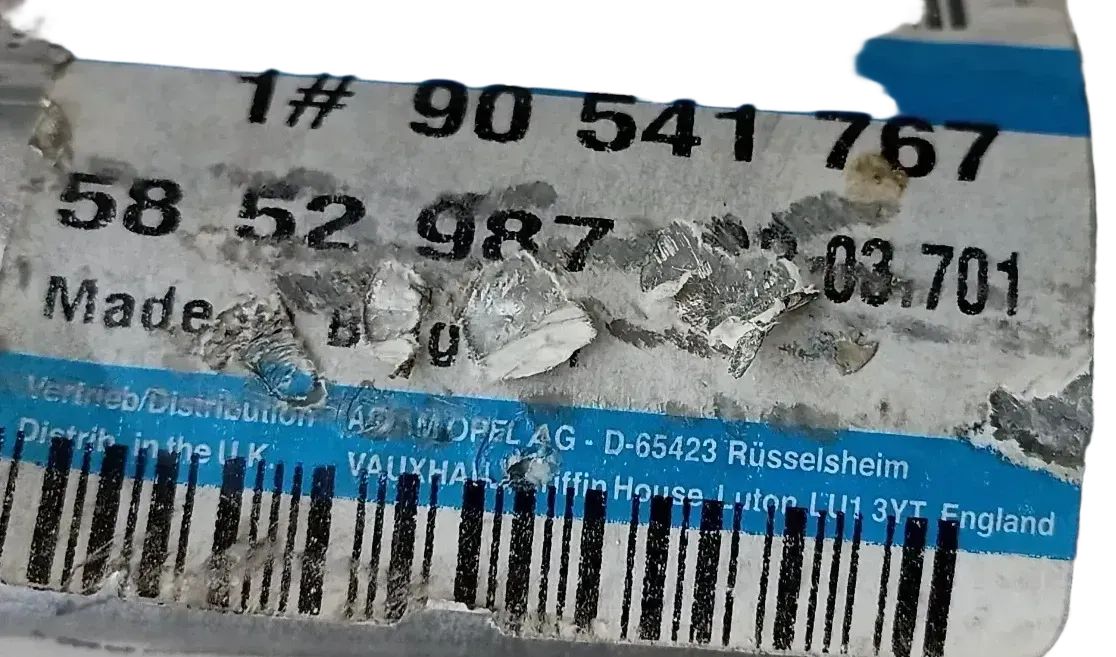 1# 90 541 767
58 52 987 03.701
Made
Vertrieb/Distribution ADAM OPEL AG - D-65423 Rüsselsheim
Distrib. in the U.K. VAUXHALL Griffin House, Luton LU1 3YT, England